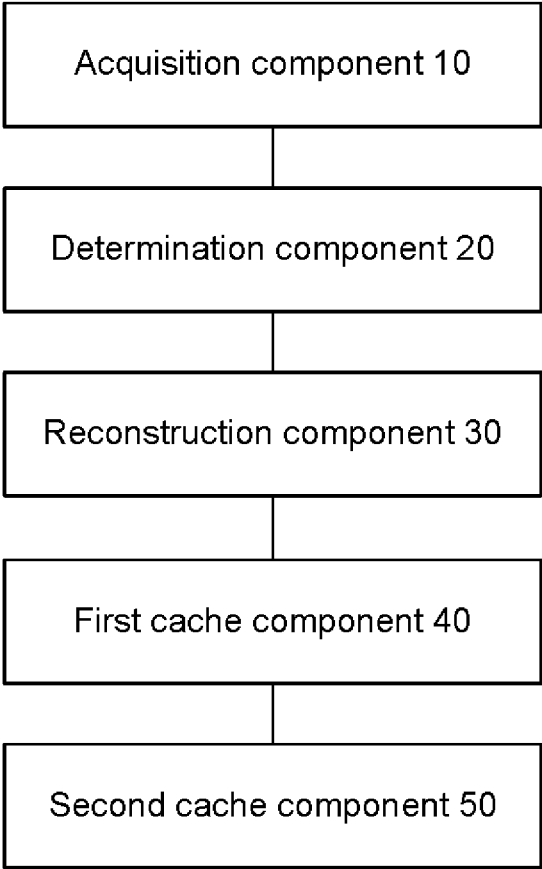 Acquisition component 10
Determination component 20
Reconstruction component 30
First cache component 40
Second cache component 50